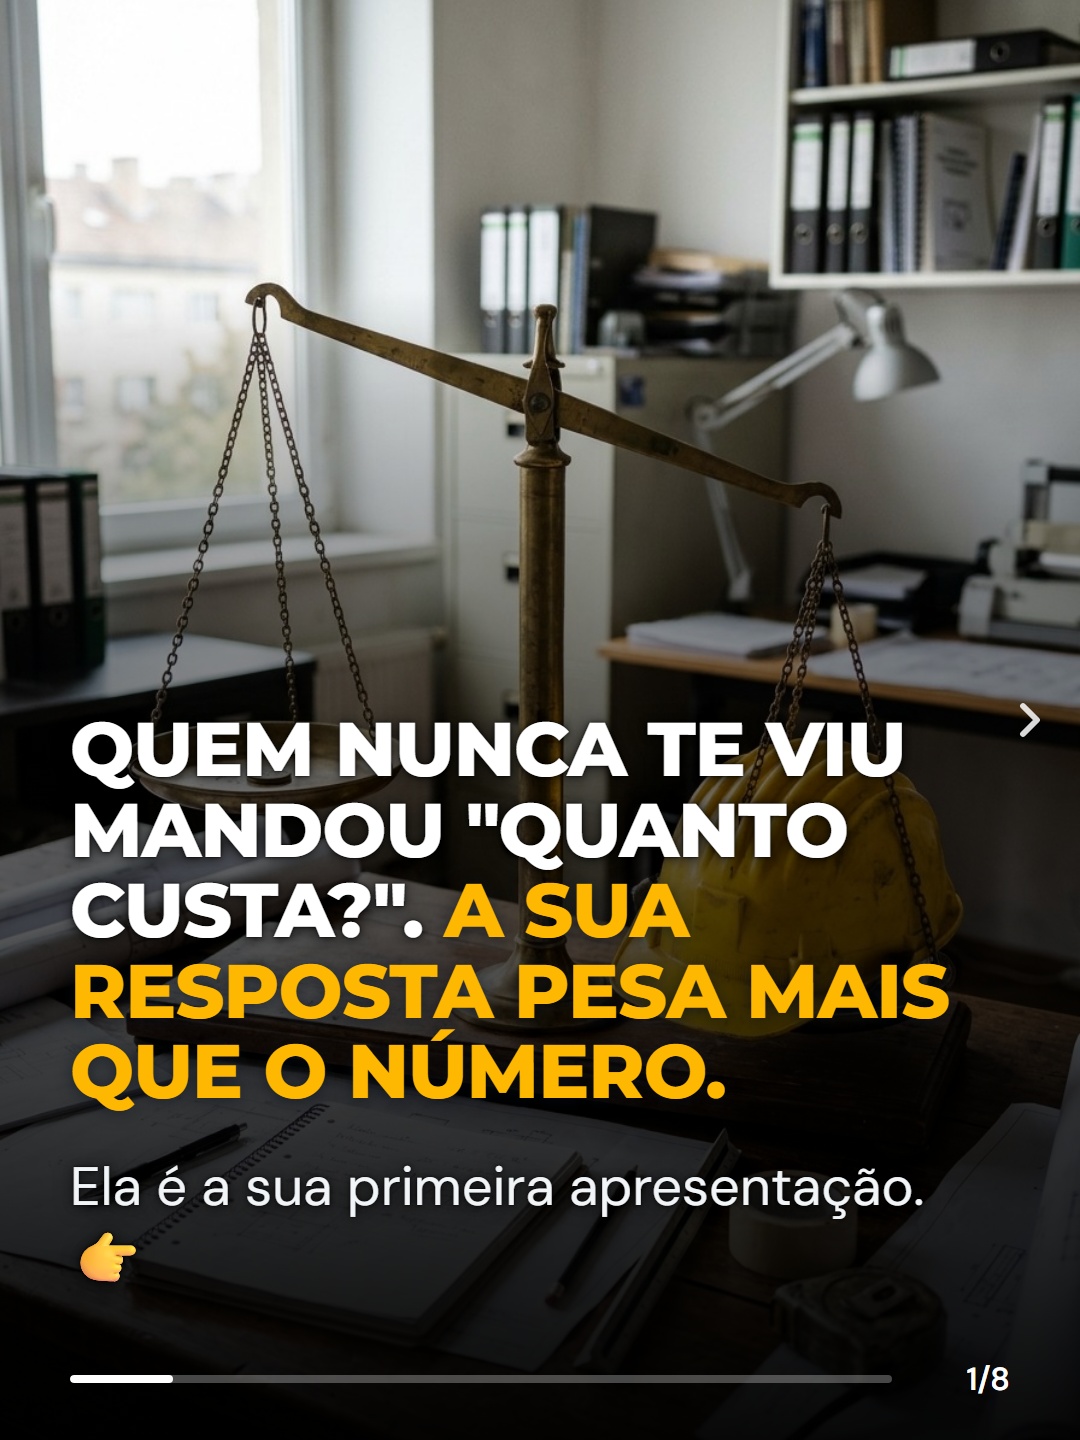 QUEM NUNCA TE VIU
MANDOU "QUANTO
CUSTA?". A SUA
RESPOSTA PESA MAIS
QUE O NÚMERO.
Ela é a sua primeira apresentação.
👉
1/8